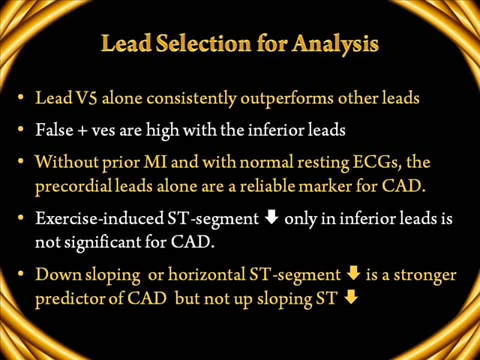 Lead Selection for Analysis
• Lead V5 alone consistently outperforms other leads
• False + ves are high with the inferior leads
• Without prior MI and with normal resting ECGs, the
precordial leads alone are a reliable marker for CAD.
• Exercise-induced ST-segment 🡇 only in inferior leads is
not significant for CAD.
• Down sloping or horizontal ST-segment 🡇 is a stronger
predictor of CAD but not up sloping ST 🡇